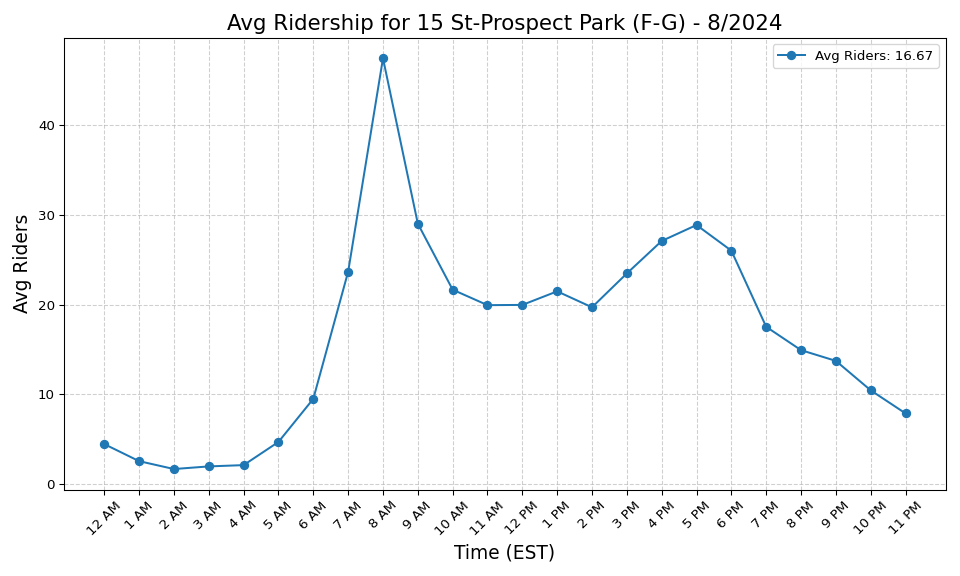 Avg Ridership for 15 St-Prospect Park (F-G) - 8/2024
Avg Riders: 16.67
Avg Riders
40
30
20
10
0
12 AM
1 AM
2 AM
3 AM
4 AM
5 AM
6 AM
7 AM
8 AM
9 AM
10 AM
11 AM
12 PM
1 PM
2 PM
3 PM
4 PM
5 PM
6 PM
7 PM
8 PM
9 PM
10 PM
11 PM
Time (EST)